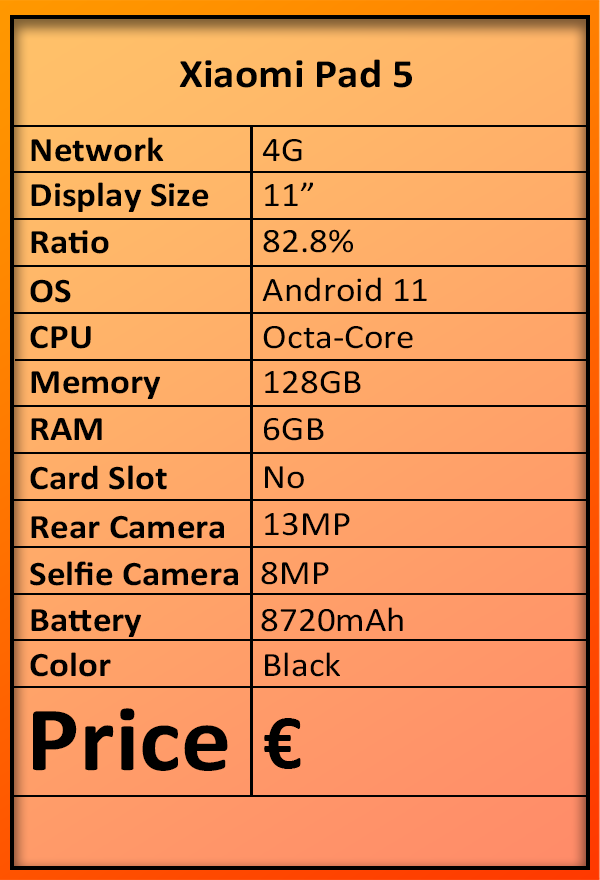 Xiaomi Pad 5
Network 4G
Display Size 11”
Ratio 82.8%
OS Android 11
CPU Octa-Core
Memory 128GB
RAM 6GB
Card Slot No
Rear Camera 13MP
Selfie Camera 8MP
Battery 8720mAh
Color Black
Price €